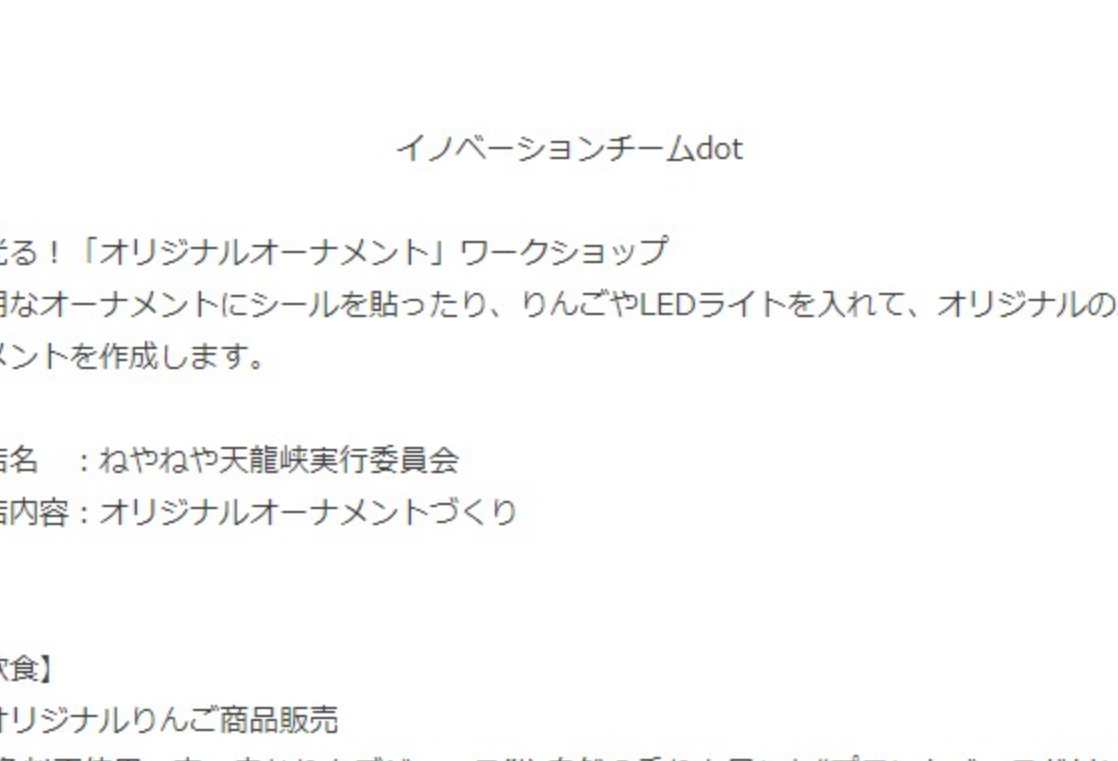 イノベーションチームdot
光る！「オリジナルオーナメント」ワークショップ
なオーナメントにシールを貼ったり、りんごやLEDライトを入れて、オリジナルの
メントを作成します。
店名　：ねやねや天龍峡実行委員会
店内容：オリジナルオーナメントづくり
飲食】
オリジナルりんご商品販売